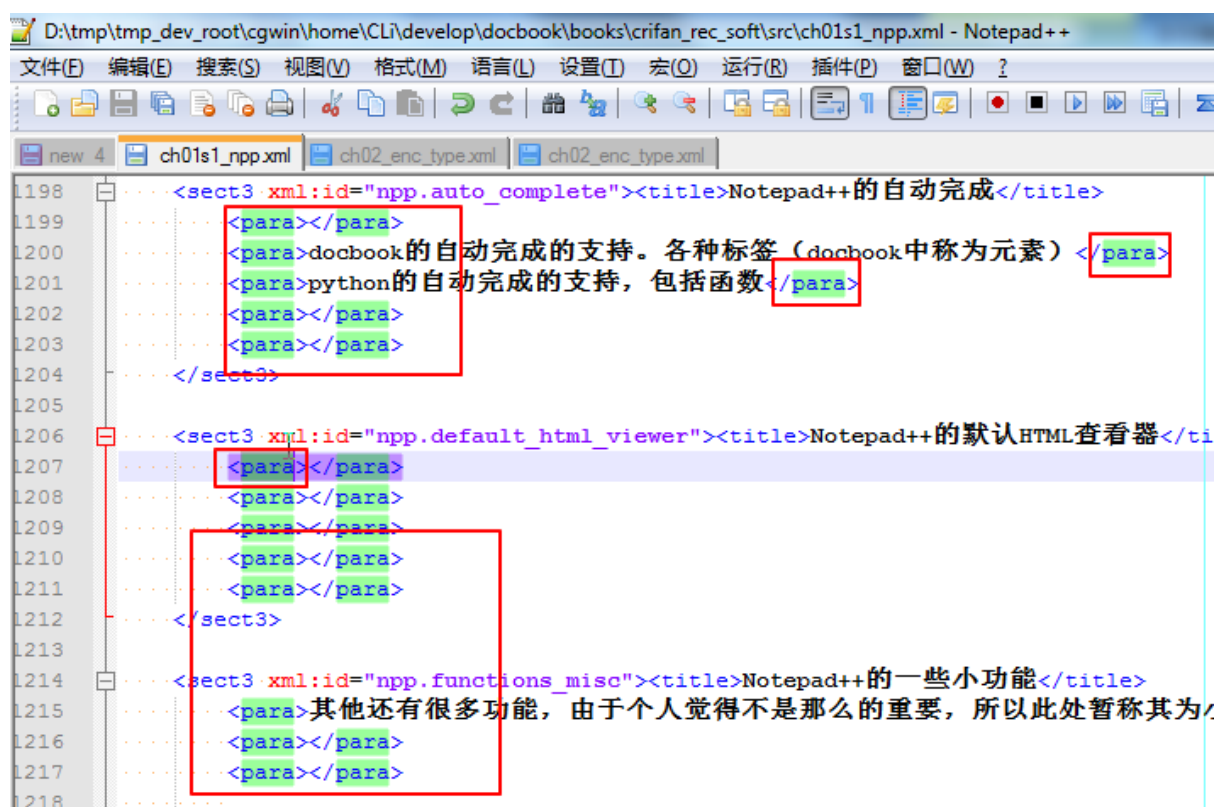 D:\tmp\tmp_dev_root\cgwin\home\CLi\develop\docbook\books\crifan_rec_soft\src\ch01s1_npp.xml - Notepad++
文件(F) 编辑(E) 搜索(S) 视图(V) 格式(M) 语言(L) 设置(T) 宏(O) 运行(R) 插件(P) 窗口(W) ?
new 4 ch01s1_npp.xml ch02_enc_type.xml ch02_enc_type.xml
1198 <sect3 xml:id="npp.auto_complete"><title>Notepad++的自动完成</title>
1199 <para></para>
1200 <para>docbook的自动完成的支持。各种标签（docbook中称为元素）</para>
1201 <para>python的自动完成的支持，包括函数</para>
1202 <para></para>
1203 <para></para>
1204 </sect3>
1205
1206 <sect3 xml:id="npp.default_html_viewer"><title>Notepad++的默认HTML查看器</ti
1207 <para></para>
1208 <para></para>
1209 <para></para>
1210 <para></para>
1211 <para></para>
1212 </sect3>
1213
1214 <sect3 xml:id="npp.functions_misc"><title>Notepad++的一些小功能</title>
1215 <para>其他还有很多功能，由于个人觉得不是那么的重要，所以此处暂称其为小
1216 <para></para>
1217 <para></para>
1218